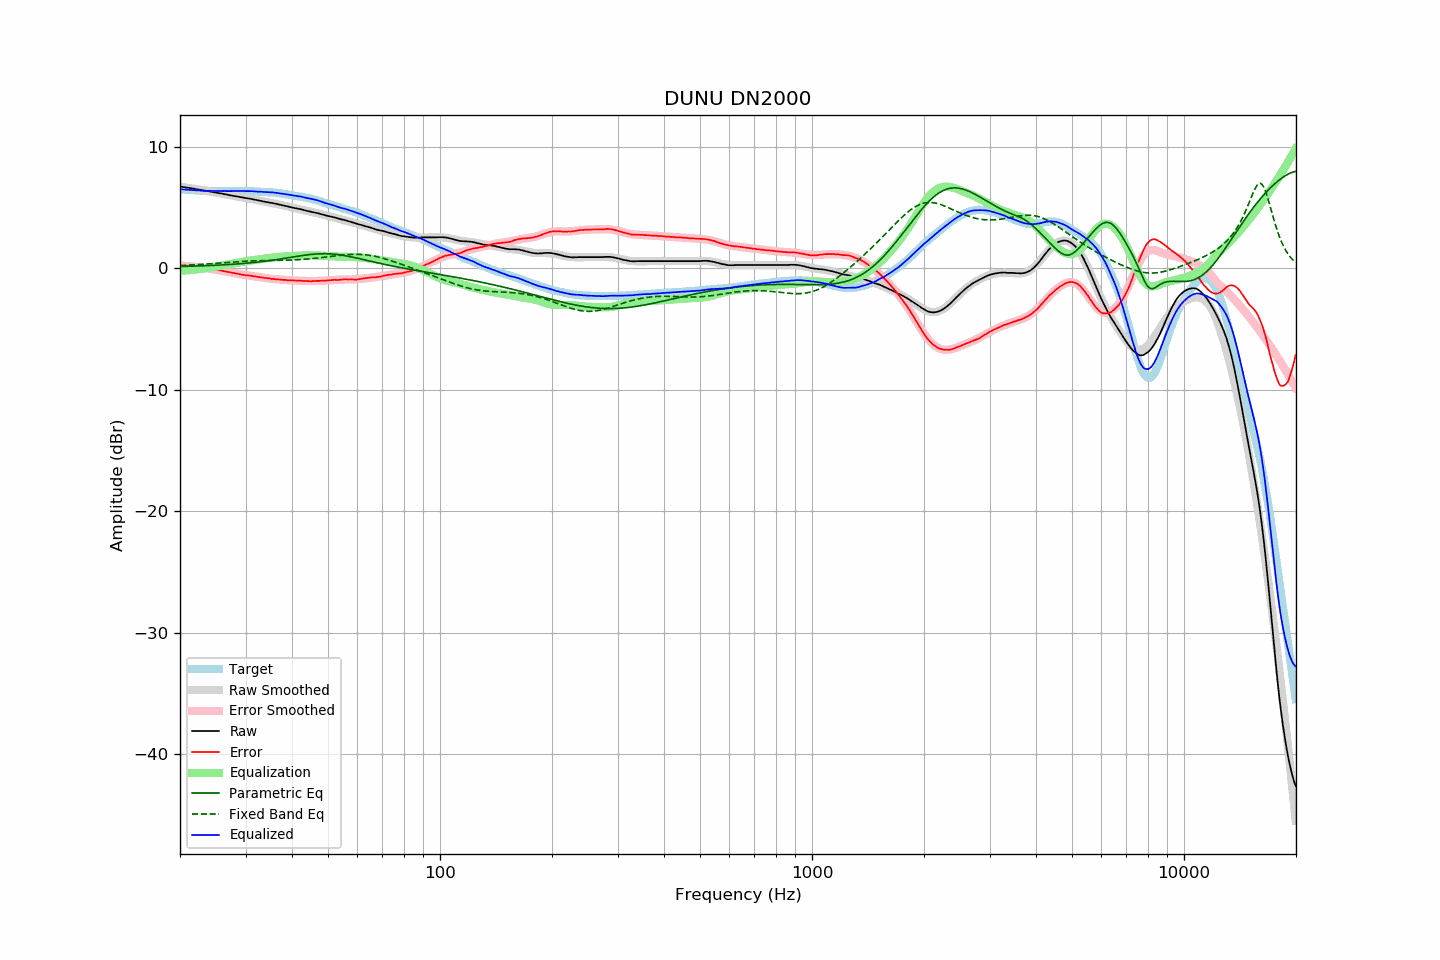 DUNU DN2000
10
0
−10
−20
−30
−40
Amplitude (dBr)
Target
Raw Smoothed
Error Smoothed
Raw
Error
Equalization
Parametric Eq
Fixed Band Eq
Equalized
100
1000
10000
Frequency (Hz)